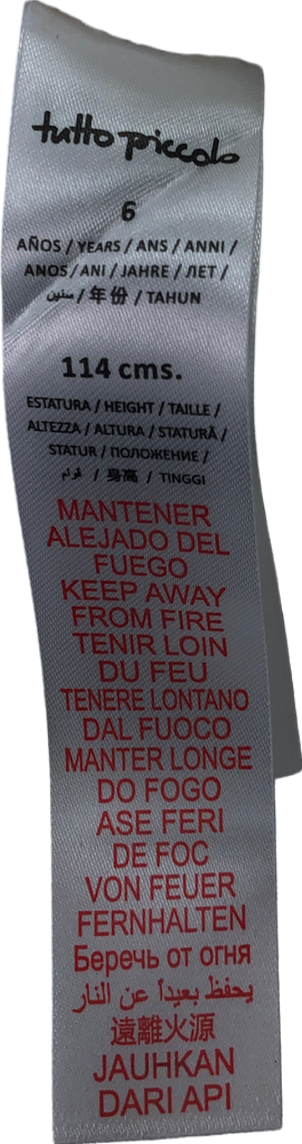 tutto piccolo
6
AÑOS / YEARS / ANS / ANNI /
ANOS / ANI / JAHRE / ЛЕТ /
سنين / 年份 / TAHUN
114 cms.
ESTATURA / HEIGHT / TAILLE /
ALTEZZA / ALTURA / STATURĂ /
STATUR / ПОЛОЖЕНИЕ /
قوام / 身高 / TINGGI
MANTENER
ALEJADO DEL
FUEGO
KEEP AWAY
FROM FIRE
TENIR LOIN
DU FEU
TENERE LONTANO
DAL FUOCO
MANTER LONGE
DO FOGO
ASE FERI
DE FOC
VON FEUER
FERNHALTEN
Беречь от огня
يحفظ بعيداً عن النار
遠離火源
JAUHKAN
DARI API